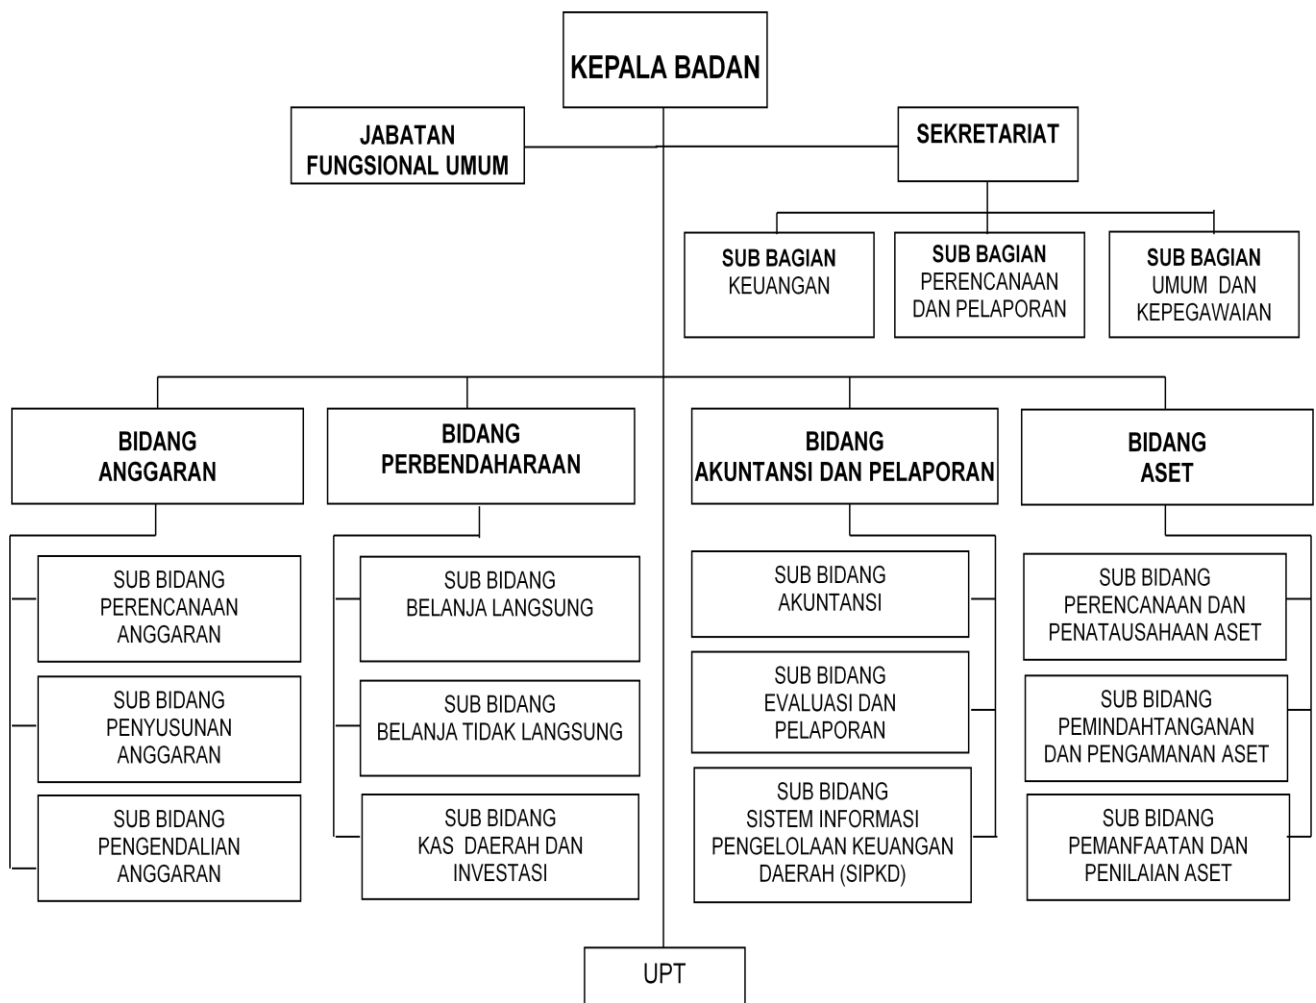 KEPALA BADAN
JABATAN
FUNGSIONAL UMUM
SEKRETARIAT
SUB BAGIAN
KEUANGAN
SUB BAGIAN
PERENCANAAN
DAN PELAPORAN
SUB BAGIAN
UMUM DAN
KEPEGAWAIAN
BIDANG
ANGGARAN
BIDANG
PERBENDAHARAAN
BIDANG
AKUNTANSI DAN PELAPORAN
BIDANG
ASET
SUB BIDANG
PERENCANAAN
ANGGARAN
SUB BIDANG
BELANJA LANGSUNG
SUB BIDANG
AKUNTANSI
SUB BIDANG
PERENCANAAN DAN
PENATAUSAHAAN ASET
SUB BIDANG
PENYUSUNAN
ANGGARAN
SUB BIDANG
BELANJA TIDAK LANGSUNG
SUB BIDANG
EVALUASI DAN
PELAPORAN
SUB BIDANG
PEMINDAHTANGANAN
DAN PENGAMANAN ASET
SUB BIDANG
PENGENDALIAN
ANGGARAN
SUB BIDANG
KAS DAERAH DAN
INVESTASI
SUB BIDANG
SISTEM INFORMASI
PENGELOLAAN KEUANGAN
DAERAH (SIPKD)
SUB BIDANG
PEMANFAATAN DAN
PENILAIAN ASET
UPT